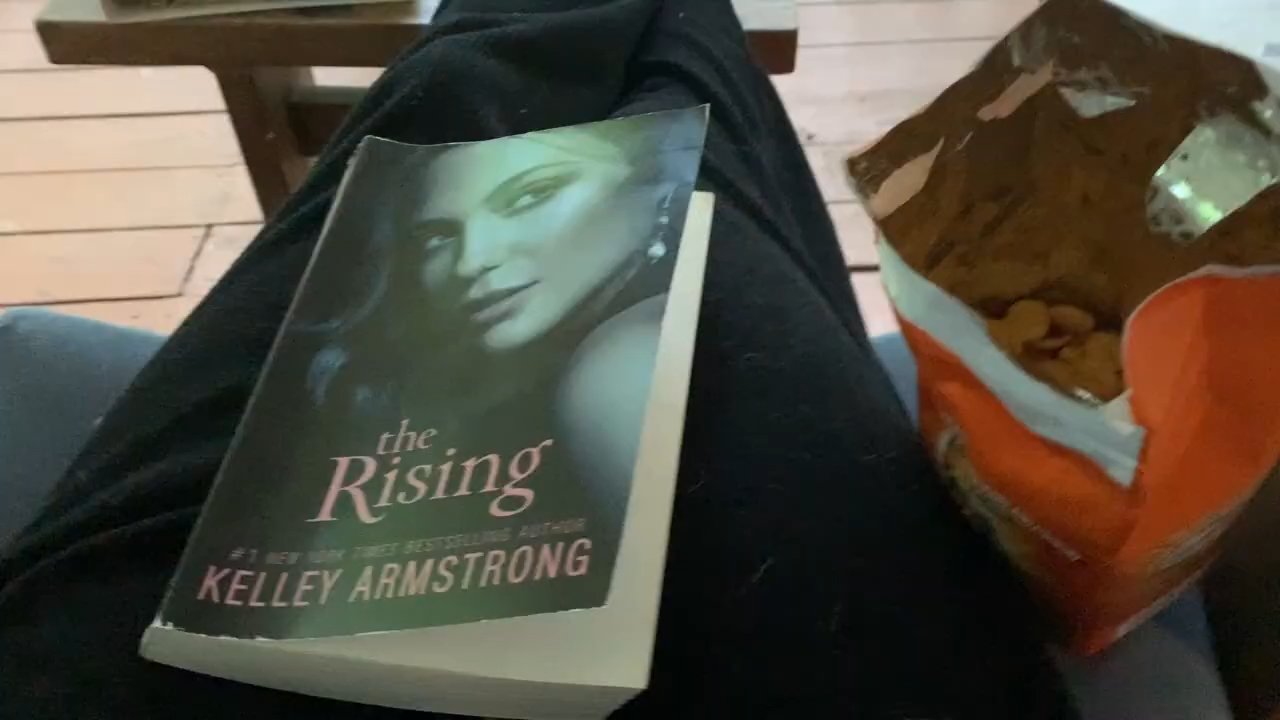 the
Rising
#1 NEW YORK TIMES BESTSELLING AUTHOR
KELLEY ARMSTRONG